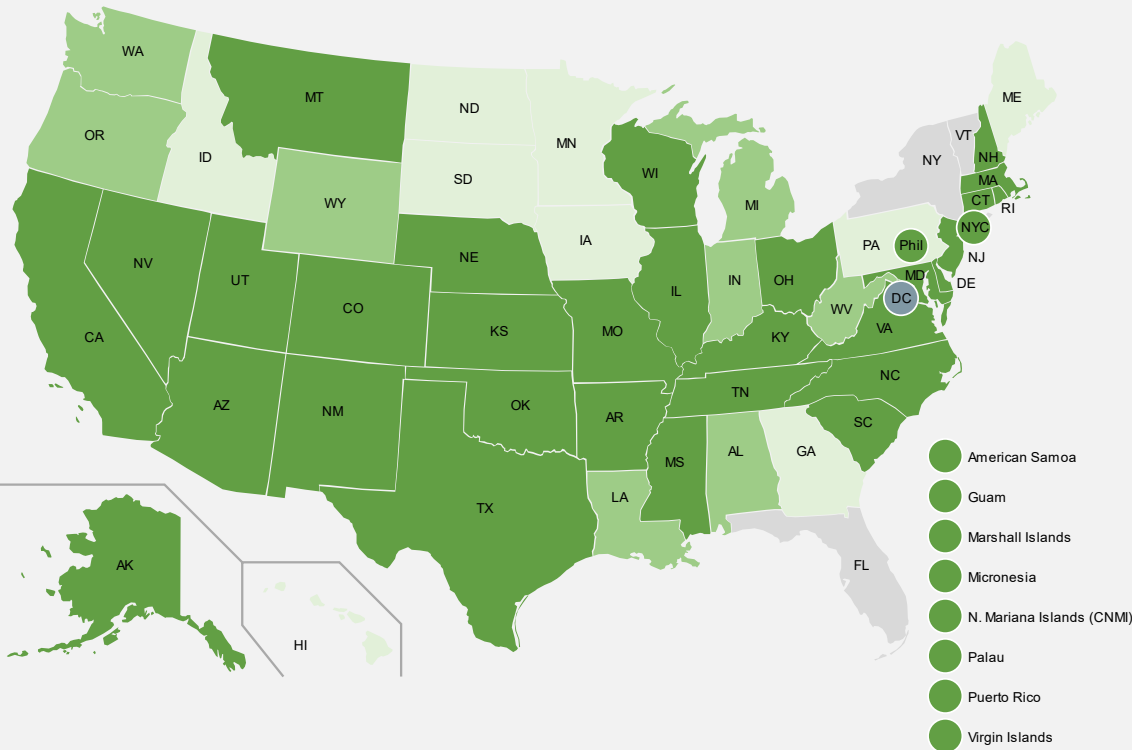 WA
MT
ND
MN
ME
OR
ID
SD
WI
VT
NY
NH
MA
WY
MI
CT
RI
NYC
IA
PA
Phil
NJ
NV
UT
NE
IL
IN
OH
MD
DE
DC
CA
CO
KS
MO
WV
VA
KY
AZ
NM
OK
AR
TN
NC
SC
MS
AL
GA
TX
LA
FL
AK
HI
American Samoa
Guam
Marshall Islands
Micronesia
N. Mariana Islands (CNMI)
Palau
Puerto Rico
Virgin Islands